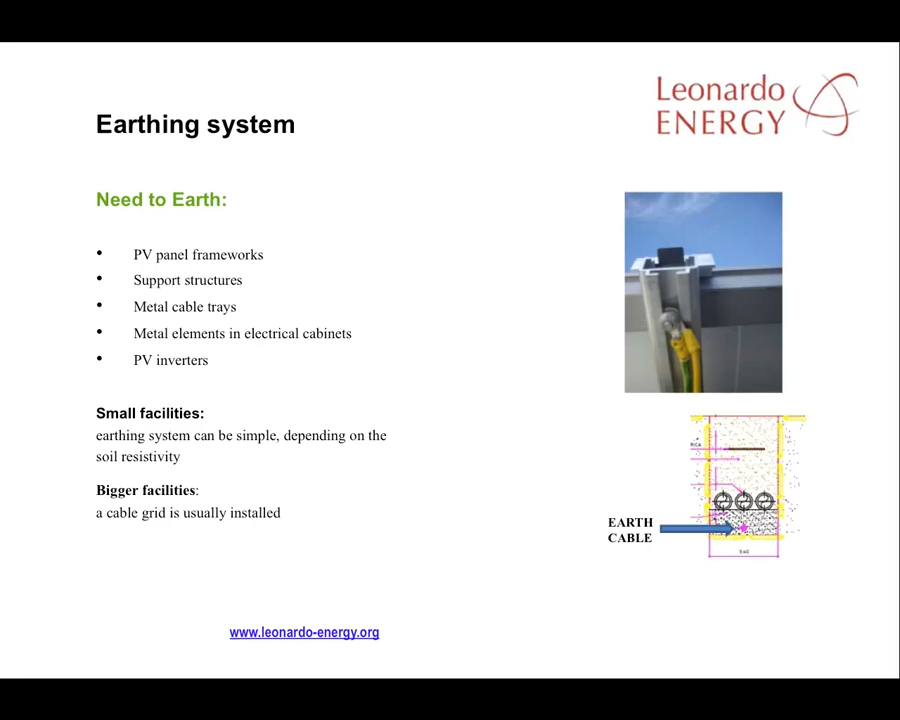 Leonardo
ENERGY
Earthing system
Need to Earth:
• PV panel frameworks
• Support structures
• Metal cable trays
• Metal elements in electrical cabinets
• PV inverters
Small facilities:
earthing system can be simple, depending on the
soil resistivity
Bigger facilities:
a cable grid is usually installed
EARTH
CABLE
www.leonardo-energy.org